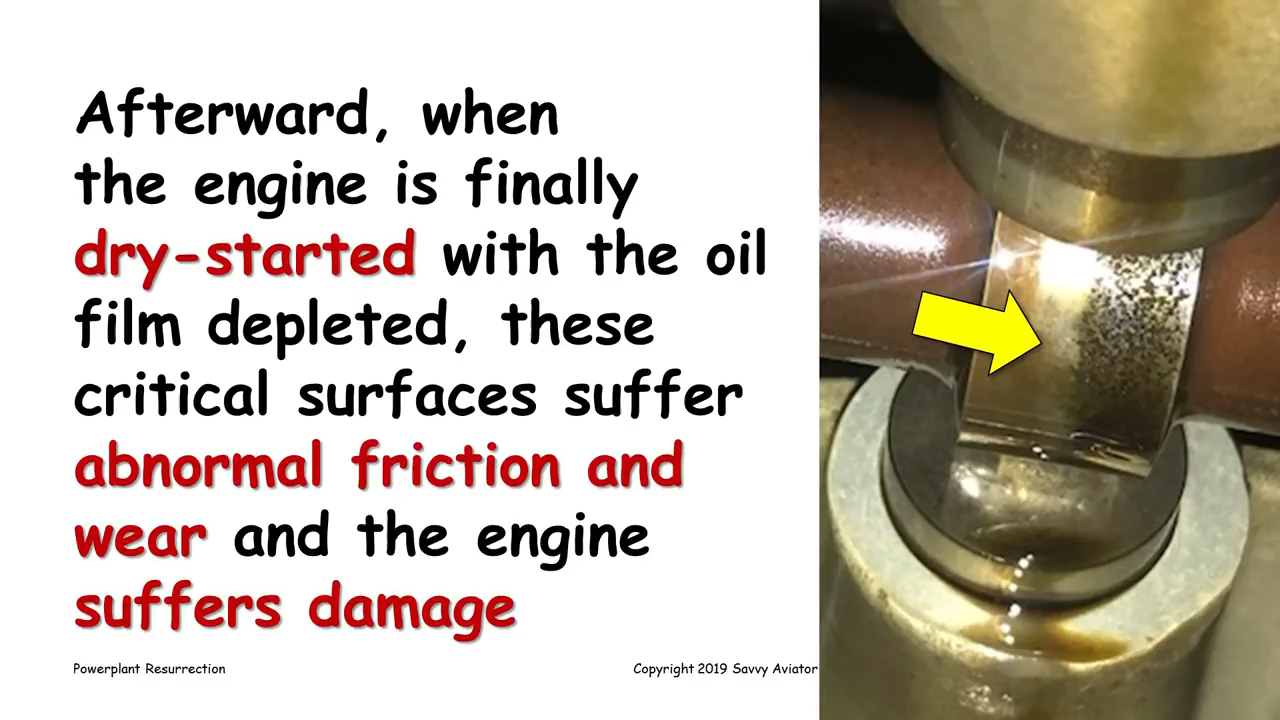 Afterward, when
the engine is finally
dry-started with the oil
film depleted, these
critical surfaces suffer
abnormal friction and
wear and the engine
suffers damage
Powerplant Resurrection
Copyright 2019 Savvy Aviator